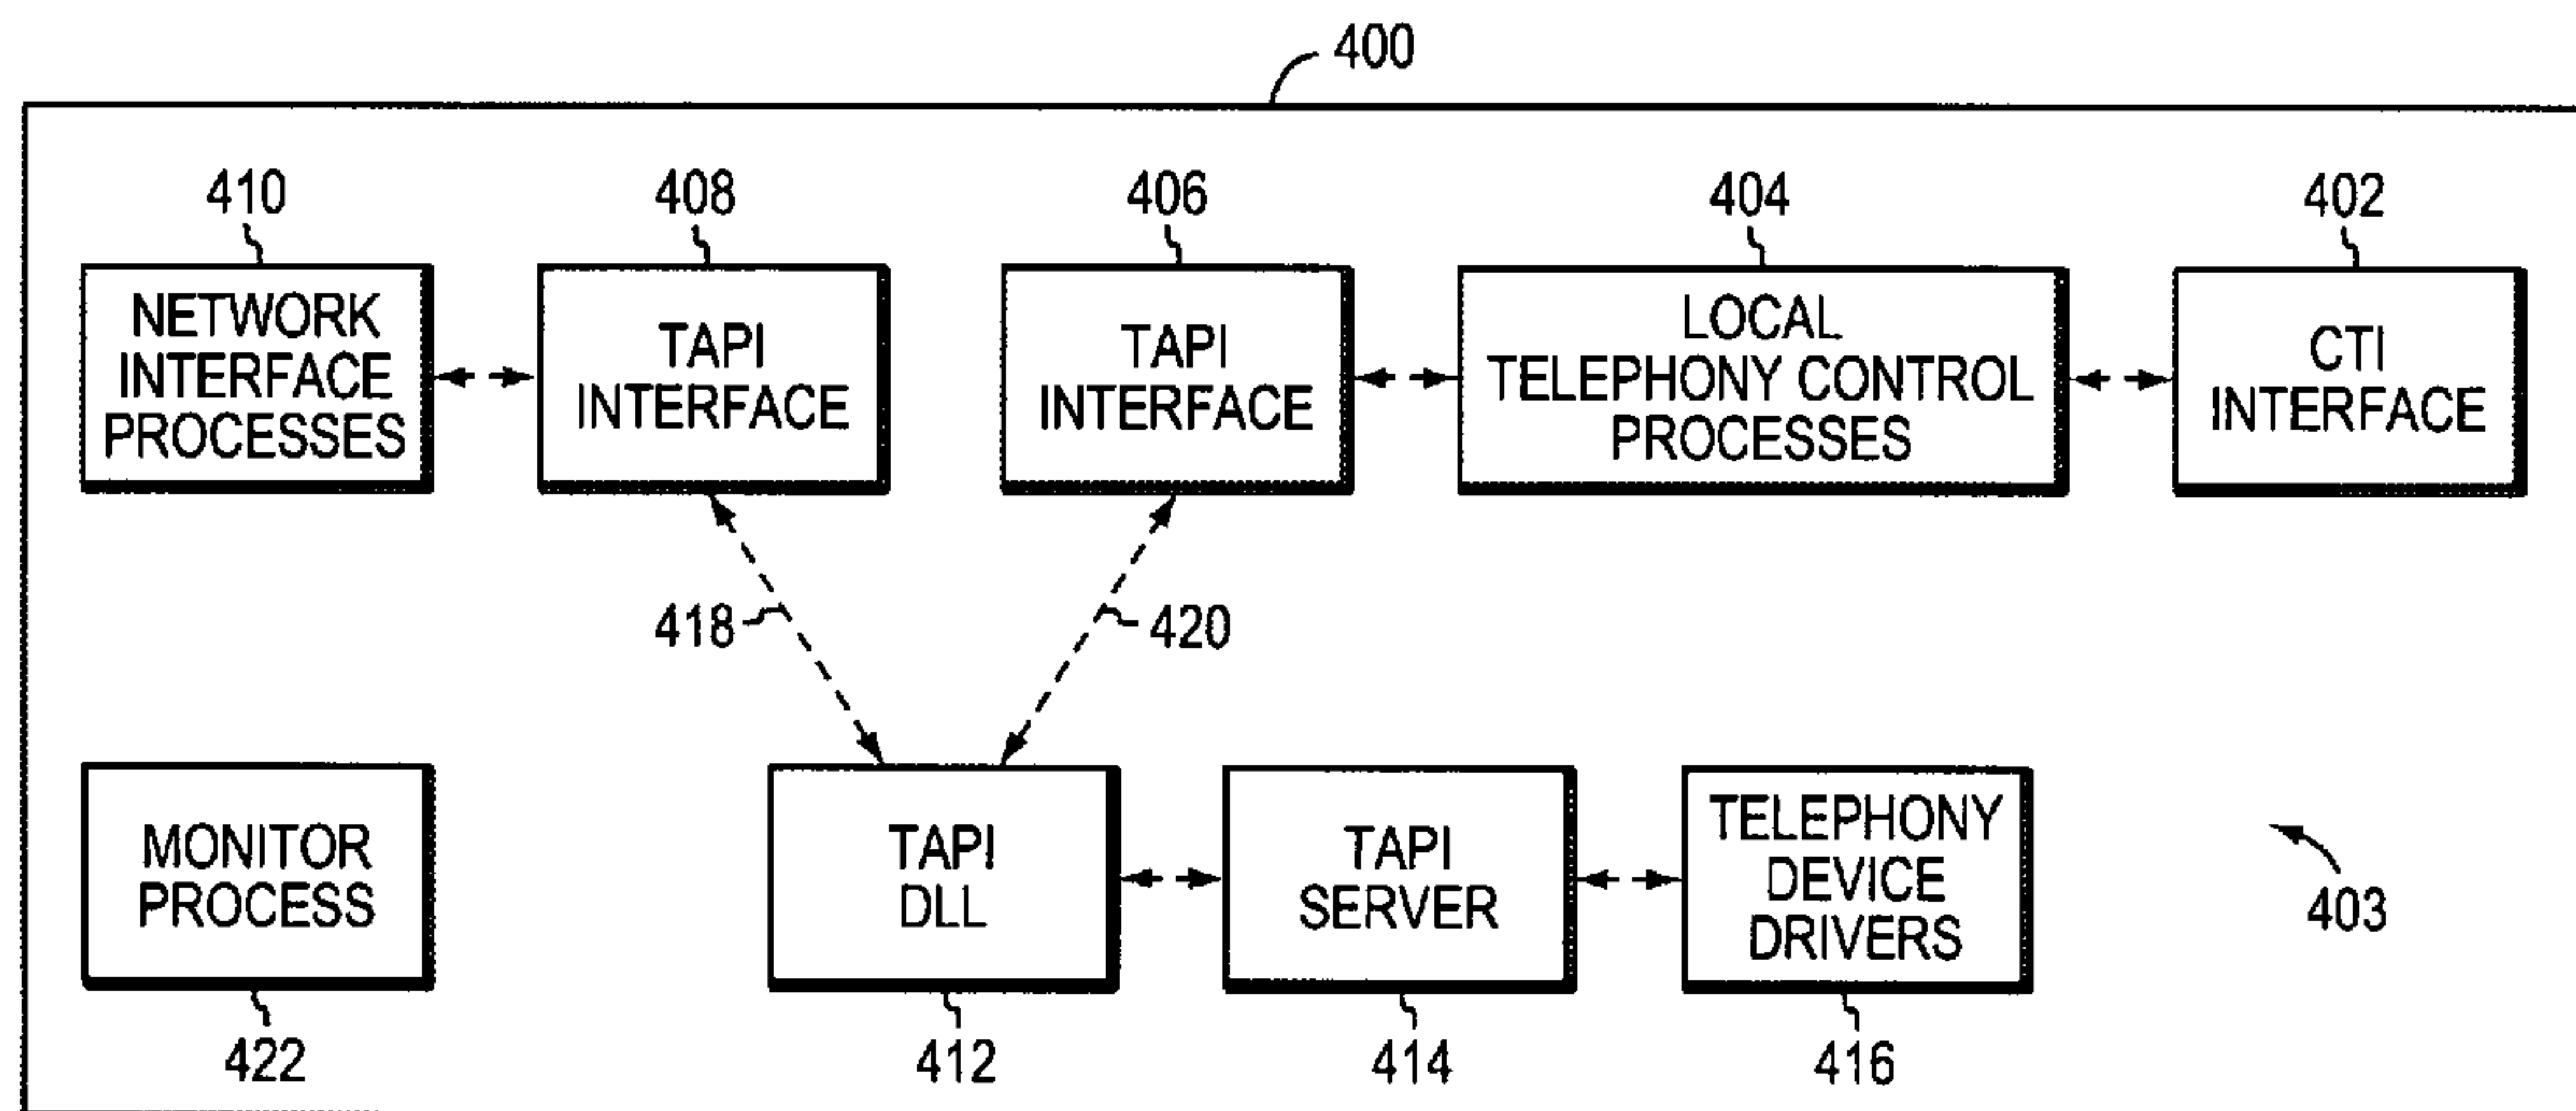 400
410
408
406
404
402
NETWORK
INTERFACE
PROCESSES
TAPI
INTERFACE
TAPI
INTERFACE
LOCAL
TELEPHONY CONTROL
PROCESSES
CTI
INTERFACE
418
420
MONITOR
PROCESS
TAPI
DLL
TAPI
SERVER
TELEPHONY
DEVICE
DRIVERS
403
422
412
414
416